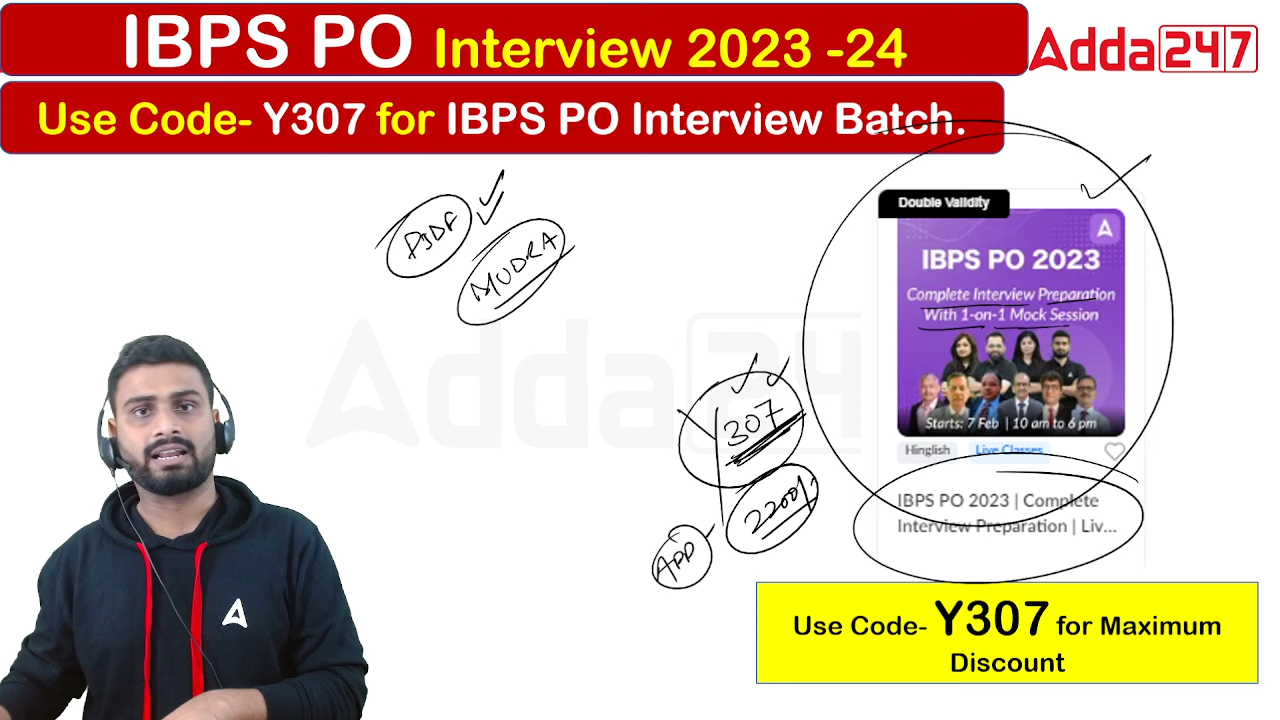 IBPS PO Interview 2023 -24
Adda247
Use Code- Y307 for IBPS PO Interview Batch.
Double Validity
IBPS PO 2023
Complete Interview Preparation
With 1-on-1 Mock Session
Starts: 7 Feb | 10 am to 6 pm
Hinglish Live Classes
IBPS PO 2023 | Complete
Interview Preparation | Liv...
MUDRA
Y307
2200/-
APP
Adda247
Use Code- Y307 for Maximum
Discount